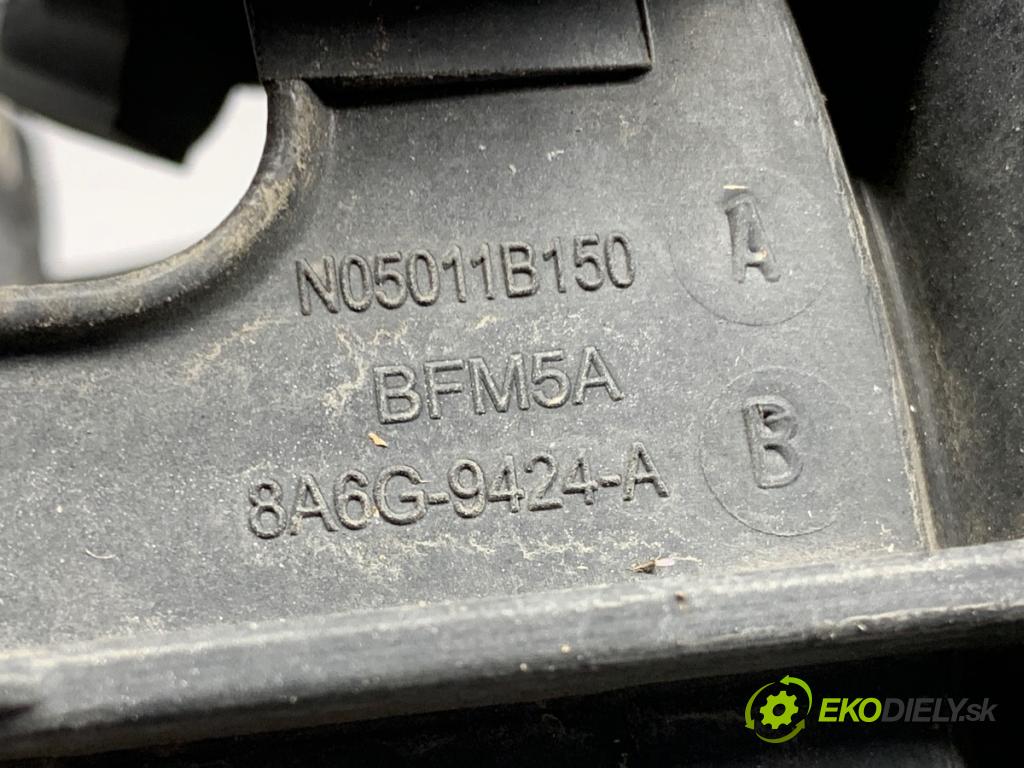 N05011B150
A
BFM5A
B
8A6G-9424-A
EKODIELY.sk